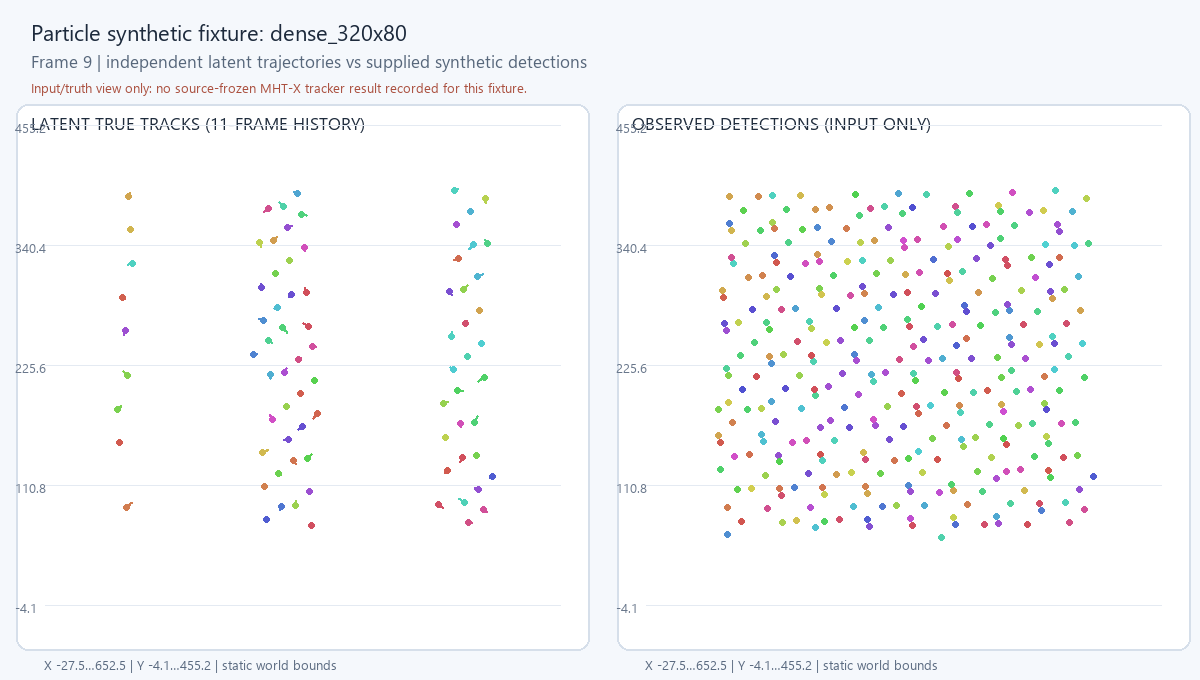 Particle synthetic fixture: dense_320x80
Frame 9 | independent latent trajectories vs supplied synthetic detections
Input/truth view only: no source-frozen MHT-X tracker result recorded for this fixture.
LATENT TRUE TRACKS (11-FRAME HISTORY)
455.2
340.4
225.6
110.8
-4.1
X -27.5...652.5 | Y -4.1...455.2 | static world bounds
OBSERVED DETECTIONS (INPUT ONLY)
455.2
340.4
225.6
110.8
-4.1
X -27.5...652.5 | Y -4.1...455.2 | static world bounds